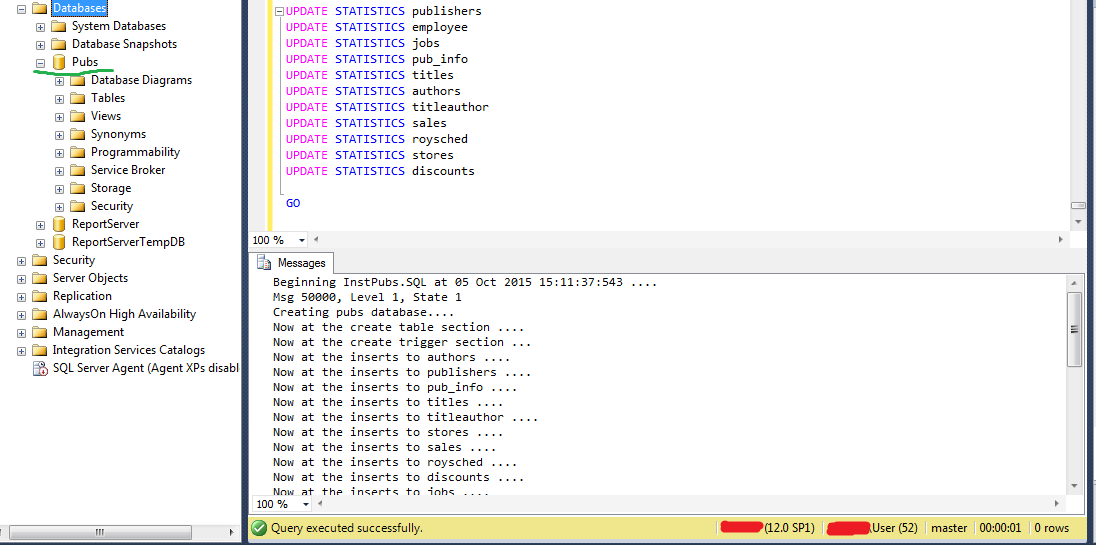 Databases
System Databases
Database Snapshots
Pubs
Database Diagrams
Tables
Views
Synonyms
Programmability
Service Broker
Storage
Security
ReportServer
ReportServerTempDB
Security
Server Objects
Replication
AlwaysOn High Availability
Management
Integration Services Catalogs
SQL Server Agent (Agent XPs disabl
UPDATE STATISTICS publishers
UPDATE STATISTICS employee
UPDATE STATISTICS jobs
UPDATE STATISTICS pub_info
UPDATE STATISTICS titles
UPDATE STATISTICS authors
UPDATE STATISTICS titleauthor
UPDATE STATISTICS sales
UPDATE STATISTICS roysched
UPDATE STATISTICS stores
UPDATE STATISTICS discounts
GO
100 %
Messages
Beginning InstPubs.SQL at 05 Oct 2015 15:11:37:543 ....
Msg 50000, Level 1, State 1
Creating pubs database....
Now at the create table section ....
Now at the create trigger section ...
Now at the inserts to authors ....
Now at the inserts to publishers ....
Now at the inserts to pub_info ....
Now at the inserts to titles ....
Now at the inserts to titleauthor ....
Now at the inserts to stores ....
Now at the inserts to sales ....
Now at the inserts to roysched ....
Now at the inserts to discounts ....
Now at the inserts to jobs ....
100 %
Query executed successfully. (12.0 SP1) .User (52) master 00:00:01 0 rows